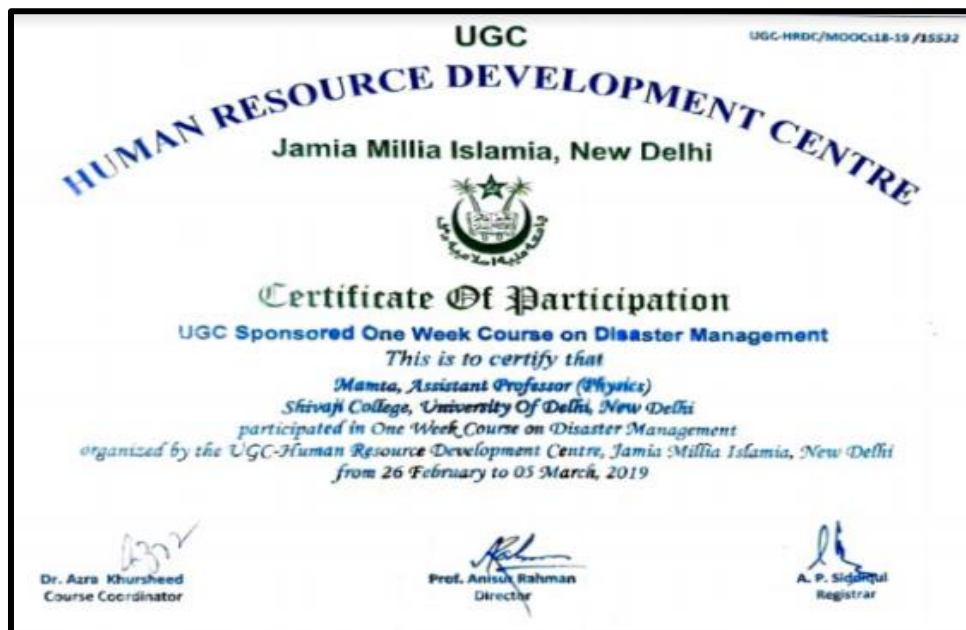 UGC
UGC-HRDC/MOOCs18-19 /15532
HUMAN RESOURCE DEVELOPMENT CENTRE
Jamia Millia Islamia, New Delhi
Certificate Of Participation
UGC Sponsored One Week Course on Disaster Management
This is to certify that
Mamta, Assistant Professor (Physics)
Shivaji College, University Of Delhi, New Delhi
participated in One Week Course on Disaster Management
organized by the UGC-Human Resource Development Centre, Jamia Millia Islamia, New Delhi
from 26 February to 05 March, 2019
Dr. Azra Khursheed
Course Coordinator
Prof. Anisur Rahman
Director
A. P. Siddiqui
Registrar